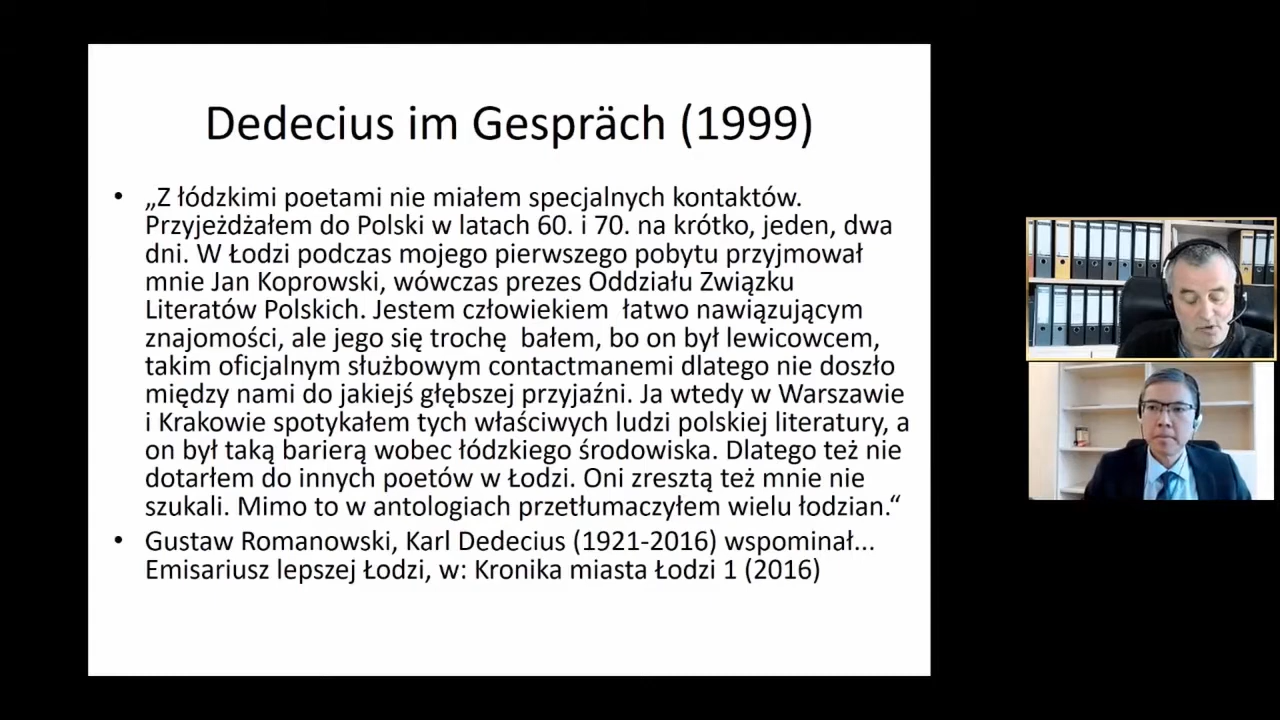 Dedecius im Gespräch (1999)
• „Z łódzkimi poetami nie miałem specjalnych kontaktów.
Przyjeżdżałem do Polski w latach 60. i 70. na krótko, jeden, dwa
dni. W Łodzi podczas mojego pierwszego pobytu przyjmował
mnie Jan Koprowski, wówczas prezes Oddziału Związku
Literatów Polskich. Jestem człowiekiem łatwo nawiązującym
znajomości, ale jego się trochę bałem, bo on był lewicowcem,
takim oficjalnym służbowym contactmanemi dlatego nie doszło
między nami do jakiejś głębszej przyjaźni. Ja wtedy w Warszawie
i Krakowie spotykałem tych właściwych ludzi polskiej literatury, a
on był taką barierą wobec łódzkiego środowiska. Dlatego też nie
dotarłem do innych poetów w Łodzi. Oni zresztą też mnie nie
szukali. Mimo to w antologiach przetłumaczyłem wielu łodzian.“
• Gustaw Romanowski, Karl Dedecius (1921-2016) wspominał...
Emisariusz lepszej Łodzi, w: Kronika miasta Łodzi 1 (2016)